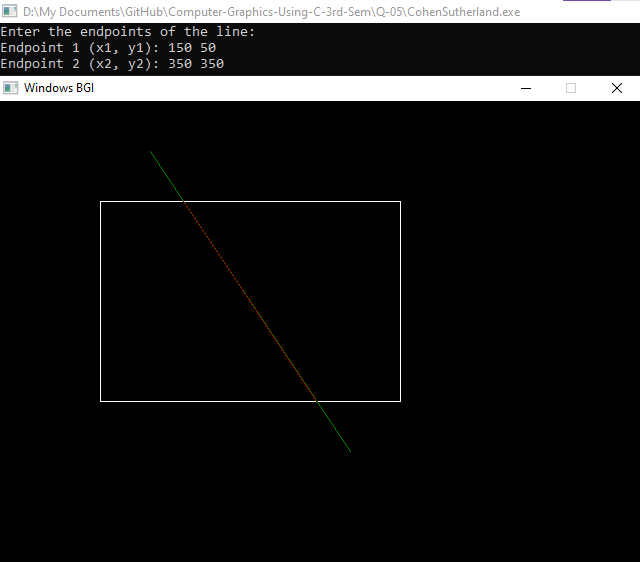 D:\My Documents\GitHub\Computer-Graphics-Using-C-3rd-Sem\Q-05\CohenSutherland.exe
Enter the endpoints of the line:
Endpoint 1 (x1, y1): 150 50
Endpoint 2 (x2, y2): 350 350
Windows BGI